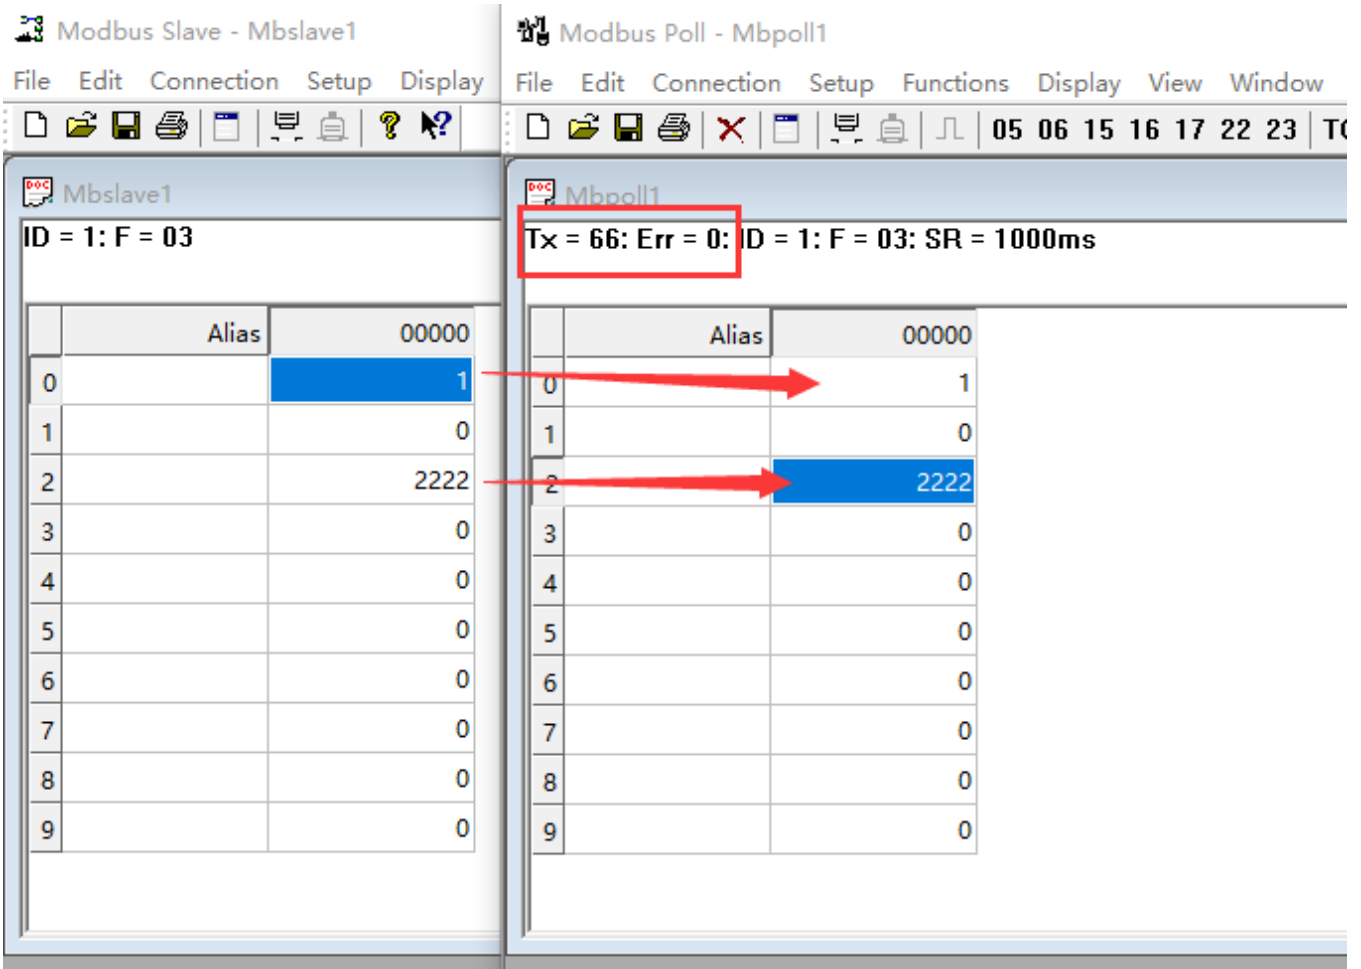 Modbus Slave - Mbslave1
File Edit Connection Setup Display
Mbslave1
ID = 1: F = 03
Alias 00000
0 1
1 0
2 2222
3 0
4 0
5 0
6 0
7 0
8 0
9 0
Modbus Poll - Mbpoll1
File Edit Connection Setup Functions Display View Window
05 06 15 16 17 22 23
Mbpoll1
Tx = 66: Err = 0: ID = 1: F = 03: SR = 1000ms
Alias 00000
0 1
1 0
2 2222
3 0
4 0
5 0
6 0
7 0
8 0
9 0